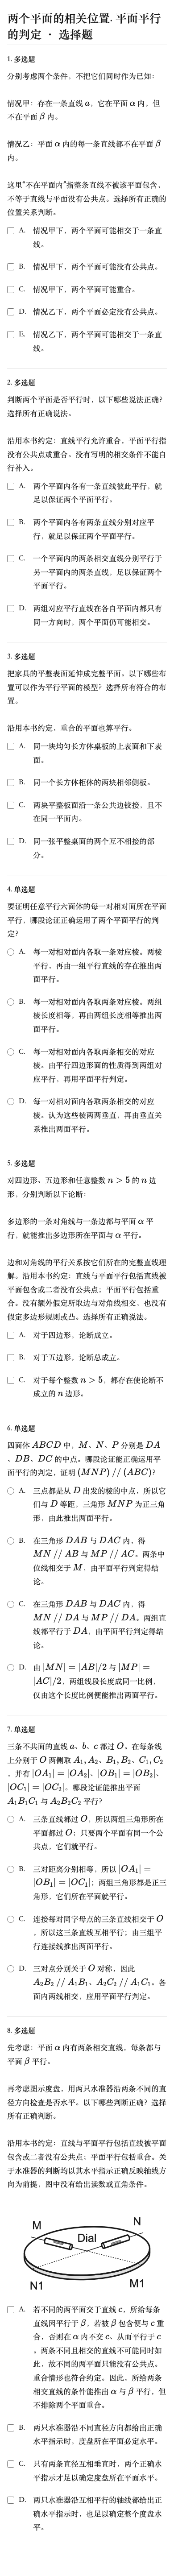 两个平面的相关位置. 平面平行
的判定 · 选择题
1. 多选题
分别考虑两个条件，不把它们同时作为已知：
情况甲：存在一条直线 a，它在平面 α 内，但
不在平面 β 内。
情况乙：平面 α 内的每一条直线都不在平面 β
内。
这里"不在平面内"指整条直线不被该平面包含，
不等于直线与平面没有公共点。选择所有正确的
位置关系判断。
A. 情况甲下，两个平面可能相交于一条直
线。
B. 情况甲下，两个平面可能没有公共点。
C. 情况甲下，两个平面可能重合。
D. 情况乙下，两个平面必定没有公共点。
E. 情况乙下，两个平面可能相交于一条直
线。
2. 多选题
判断两个平面是否平行时，以下哪些说法正确？
选择所有正确说法。
沿用本书约定：直线平行允许重合，平面平行指
没有公共点或重合。没有写明的相交条件不能自
行补入。
A. 两个平面内各有一条直线彼此平行，就
足以保证两个平面平行。
B. 两个平面内各有两条直线分别对应平
行，就足以保证两个平面平行。
C. 一个平面内的两条相交直线分别平行于
另一平面内的两条直线，足以保证两个
平面平行。
D. 两组对应平行直线在各自平面内都只有
同一方向时，两个平面仍可能相交。
3. 多选题
把家具的平整表面延伸成完整平面。以下哪些布
置可以作为平行平面的模型？选择所有符合的布
置。
沿用本书约定，重合的平面也算平行。
A. 同一块均匀长方体桌板的上表面和下表
面。
B. 同一个长方体柜体的两块相邻侧板。
C. 两块平整板面沿一条公共边铰接，且不
在同一平面内。
D. 同一张平整桌面的两个互不相接的部
分。
4. 单选题
要证明任意平行六面体的每一对相对面所在平面
平行，哪段论证正确运用了两个平面平行的判
定？
A. 每一对相对面内各取一条对应棱。两棱
平行，再由一组平行直线的存在推出两
面平行。
B. 每一对相对面内各取两条对应棱。两组
棱长度相等，再由两组长度相等推出两
面平行。
C. 每一对相对面内各取两条相交的对应
棱。由平行四边形面的性质得到两组对
应平行，再用平面平行判定。
D. 每一对相对面内各取两条相交的对应
棱。认为这些棱两两垂直，再由垂直关
系推出两面平行。
5. 多选题
对四边形、五边形和任意整数 n > 5 的 n 边
形，分别判断以下论断：
多边形的一条对角线与一条边都与平面 α 平
行，就能推出多边形所在平面与 α 平行。
边和对角线的平行关系按它们所在的完整直线理
解。沿用本书约定：直线与平面平行包括直线被
平面包含或二者没有公共点；平面平行包括重
合。没有额外假定所取边与对角线相交，也没有
假定多边形规则或凸。选择所有正确说法。
A. 对于四边形，论断成立。
B. 对于五边形，论断总成立。
C. 对于每个整数 n > 5，都存在使论断不
成立的 n 边形。
6. 单选题
四面体 ABCD 中，M、N、P 分别是 DA
、DB、DC 的中点。哪段论证能正确运用平
面平行的判定，证明 (MNP) // (ABC)？
A. 三点都是从 D 出发的棱的中点，所以它
们与 D 等距，三角形 MNP 为正三角
形，由此推出两面平行。
B. 在三角形 DAB 与 DAC 内，得
MN // AB 与 MP // AC。两条中
位线相交于 M，由平面平行判定得结
论。
C. 在三角形 DAB 与 DAC 内，得
MN // DA 与 MP // DA。两组直
线都平行于 DA，由平面平行判定得结
论。
D. 由 |MN| = |AB|/2 与 |MP| =
|AC|/2，两组线段长度成同一比例，
仅由这个长度比例便能推出两面平行。
7. 单选题
三条不共面的直线 a、b、c 都过 O。在每条线
上分别于 O 两侧取 A₁, A₂、B₁, B₂、C₁, C₂
，并有 |OA₁| = |OA₂|、|OB₁| = |OB₂|、
|OC₁| = |OC₂|。哪段论证能推出平面
A₁B₁C₁ 与 A₂B₂C₂ 平行？
A. 三条直线都过 O，所以两组三角形所在
平面都过 O；只要两个平面有同一个公
共点，它们就平行。
B. 三对距离分别相等，所以 |OA₁| =
|OB₁| = |OC₁|；两组三角形都是正三
角形，它们所在平面就平行。
C. 连接每对同字母点的三条直线相交于 O
，所以这三条直线互相平行；由三组平
行连接线推出两面平行。
D. 三对点分别关于 O 对称，因此
A₂B₂ // A₁B₁、A₂C₂ // A₁C₁。各
面内两线相交，应用平面平行判定。
8. 多选题
先考虑：平面 α 内有两条相交直线，每条都与
平面 β 平行。
再考虑图示度盘，用两只水准器沿两条不同的直
径方向检查是否水平。以下哪些判断正确？选择
所有正确判断。
沿用本书约定：直线与平面平行包括直线被平面
包含或二者没有公共点；平面平行包括重合。关
于水准器的判断均以其水平指示正确反映轴线方
向为前提，图中没有给出读数或直角条件。
M
N
Dial
N1
M1
A. 若不同的两平面交于直线 c，所给每条
直线因平行于 β，若被 β 包含便与 c 重
合，否则在 α 内不交 c，从而平行于 c
。两条不同且相交的直线不可能同时如
此，故不同的两平面只能没有公共点。
重合情形也符合约定。因此，所给两条
相交直线的条件能推出 α 与 β 平行，但
不排除两个平面重合。
B. 两只水准器沿不同直径方向都给出正确
水平指示时，度盘所在平面必定水平。
C. 只有两条直径互相垂直时，两个正确水
平指示才足以确定度盘所在平面水平。
D. 两只水准器沿互相平行的轴线都给出正
确水平指示时，也足以确定整个度盘水
平。